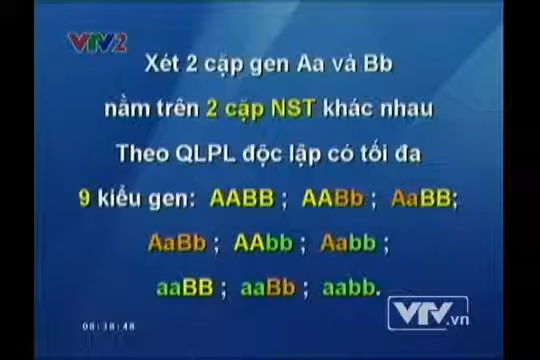 VTV2
Xét 2 cặp gen Aa và Bb
nằm trên 2 cặp NST khác nhau
Theo QLPL độc lập có tối đa
9 kiểu gen: AABB ; AABb ; AaBB;
AaBb ; AAbb ; Aabb ;
aaBB ; aaBb ; aabb.
VTV.vn
08:18:48